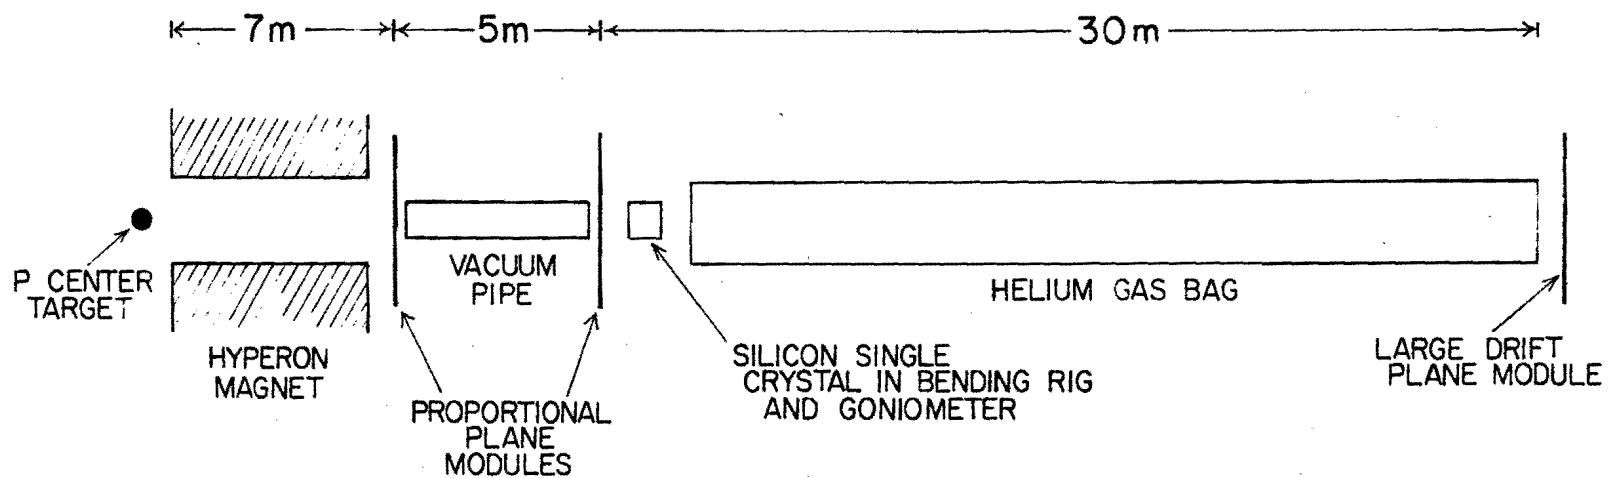 7m
5m
30m
P CENTER
TARGET
HYPERON
MAGNET
VACUUM
PIPE
PROPORTIONAL
PLANE
MODULES
SILICON SINGLE
CRYSTAL IN BENDING RIG
AND GONIOMETER
HELIUM GAS BAG
LARGE DRIFT
PLANE MODULE